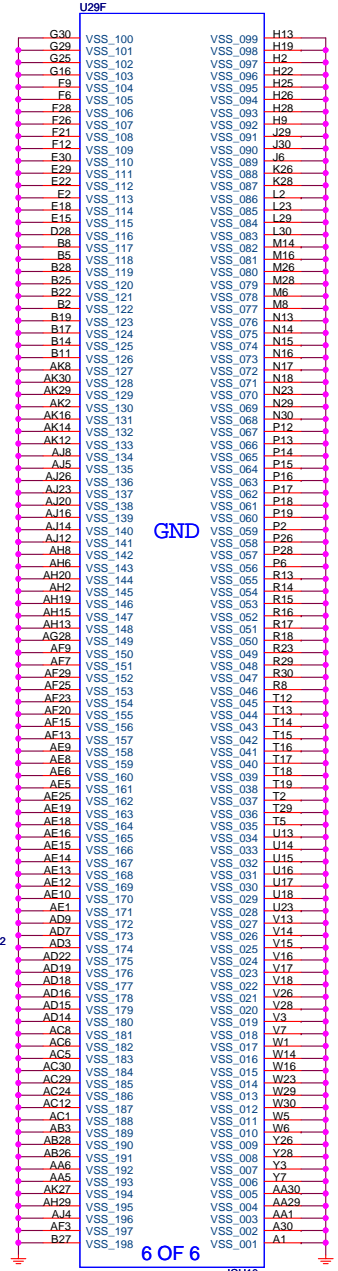 U29F
G30 VSS_100 VSS_099 H13
G29 VSS_101 VSS_098 H19
G25 VSS_102 VSS_097 H2
G16 VSS_103 VSS_096 H22
F9 VSS_104 VSS_095 H25
F6 VSS_105 VSS_094 H26
F28 VSS_106 VSS_093 H28
F26 VSS_107 VSS_092 H9
F21 VSS_108 VSS_091 J29
F12 VSS_109 VSS_090 J30
E30 VSS_110 VSS_089 J6
E29 VSS_111 VSS_088 K26
E22 VSS_112 VSS_087 K28
E2 VSS_113 VSS_086 L2
E18 VSS_114 VSS_085 L23
E15 VSS_115 VSS_084 L29
D28 VSS_116 VSS_083 L30
B8 VSS_117 VSS_082 M14
B5 VSS_118 VSS_081 M16
B28 VSS_119 VSS_080 M26
B25 VSS_120 VSS_079 M28
B22 VSS_121 VSS_078 M6
B2 VSS_122 VSS_077 M8
B19 VSS_123 VSS_076 N13
B17 VSS_124 VSS_075 N14
B14 VSS_125 VSS_074 N15
B11 VSS_126 VSS_073 N16
AK8 VSS_127 VSS_072 N17
AK30 VSS_128 VSS_071 N18
AK29 VSS_129 VSS_070 N23
AK2 VSS_130 VSS_069 N29
AK16 VSS_131 VSS_068 N30
AK14 VSS_132 VSS_067 P12
AK12 VSS_133 VSS_066 P13
AJ8 VSS_134 VSS_065 P14
AJ5 VSS_135 VSS_064 P15
AJ26 VSS_136 VSS_063 P16
AJ23 VSS_137 VSS_062 P17
AJ20 VSS_138 VSS_061 P18
AJ16 VSS_139 VSS_060 P19
AJ14 VSS_140 GND VSS_059 P2
AJ12 VSS_141 VSS_058 P26
AH8 VSS_142 VSS_057 P28
AH6 VSS_143 VSS_056 P6
AH20 VSS_144 VSS_055 R13
AH2 VSS_145 VSS_054 R14
AH19 VSS_146 VSS_053 R15
AH15 VSS_147 VSS_052 R16
AH13 VSS_148 VSS_051 R17
AG28 VSS_149 VSS_050 R18
AF9 VSS_150 VSS_049 R23
AF7 VSS_151 VSS_048 R29
AF29 VSS_152 VSS_047 R30
AF25 VSS_153 VSS_046 R8
AF23 VSS_154 VSS_045 T12
AF20 VSS_155 VSS_044 T13
AF15 VSS_156 VSS_043 T14
AF13 VSS_157 VSS_042 T15
AE9 VSS_158 VSS_041 T16
AE8 VSS_159 VSS_040 T17
AE6 VSS_160 VSS_039 T18
AE5 VSS_161 VSS_038 T19
AE25 VSS_162 VSS_037 T2
AE19 VSS_163 VSS_036 T29
AE18 VSS_164 VSS_035 T5
AE16 VSS_165 VSS_034 U13
AE15 VSS_166 VSS_033 U14
AE14 VSS_167 VSS_032 U15
AE13 VSS_168 VSS_031 U16
AE12 VSS_169 VSS_030 U17
AE10 VSS_170 VSS_029 U18
AE1 VSS_171 VSS_028 U23
AD9 VSS_172 VSS_027 V13
AD7 VSS_173 VSS_026 V14
2 AD3 VSS_174 VSS_025 V15
AD22 VSS_175 VSS_024 V16
AD19 VSS_176 VSS_023 V17
AD18 VSS_177 VSS_022 V18
AD16 VSS_178 VSS_021 V26
AD15 VSS_179 VSS_020 V28
AD14 VSS_180 VSS_019 V3
AC8 VSS_181 VSS_018 V7
AC6 VSS_182 VSS_017 W1
AC5 VSS_183 VSS_016 W14
AC30 VSS_184 VSS_015 W16
AC29 VSS_185 VSS_014 W23
AC24 VSS_186 VSS_013 W29
AC12 VSS_187 VSS_012 W30
AC1 VSS_188 VSS_011 W5
AB3 VSS_189 VSS_010 W6
AB28 VSS_190 VSS_009 Y26
AB26 VSS_191 VSS_008 Y28
AA6 VSS_192 VSS_007 Y3
AA5 VSS_193 VSS_006 Y7
AK27 VSS_194 VSS_005 AA30
AH29 VSS_195 VSS_004 AA29
AJ4 VSS_196 VSS_003 AA1
AF3 VSS_197 VSS_002 A30
B27 VSS_198 VSS_001 A1
6 OF 6